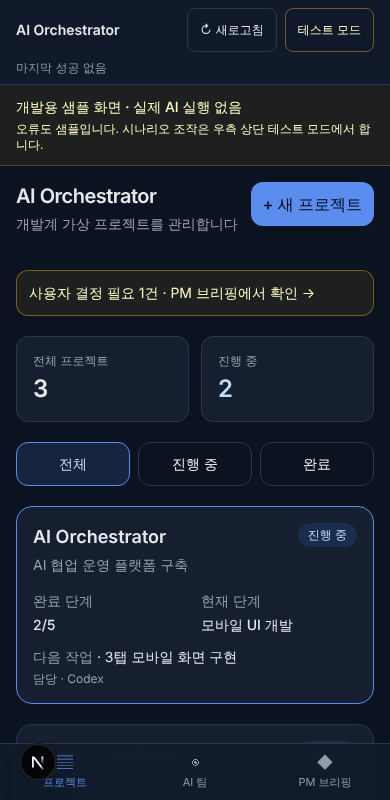 AI Orchestrator
↻ 새로고침
테스트 모드
마지막 성공 없음
개발용 샘플 화면 · 실제 AI 실행 없음
오류도 샘플입니다. 시나리오 조작은 우측 상단 테스트 모드에서 합
니다.
AI Orchestrator
+ 새 프로젝트
개발계 가상 프로젝트를 관리합니다
사용자 결정 필요 1건 · PM 브리핑에서 확인 →
전체 프로젝트
3
진행 중
2
전체
진행 중
완료
AI Orchestrator
진행 중
AI 협업 운영 플랫폼 구축
완료 단계
2/5
현재 단계
모바일 UI 개발
다음 작업 · 3탭 모바일 화면 구현
담당 · Codex
N
프로젝트
AI 팀
PM 브리핑